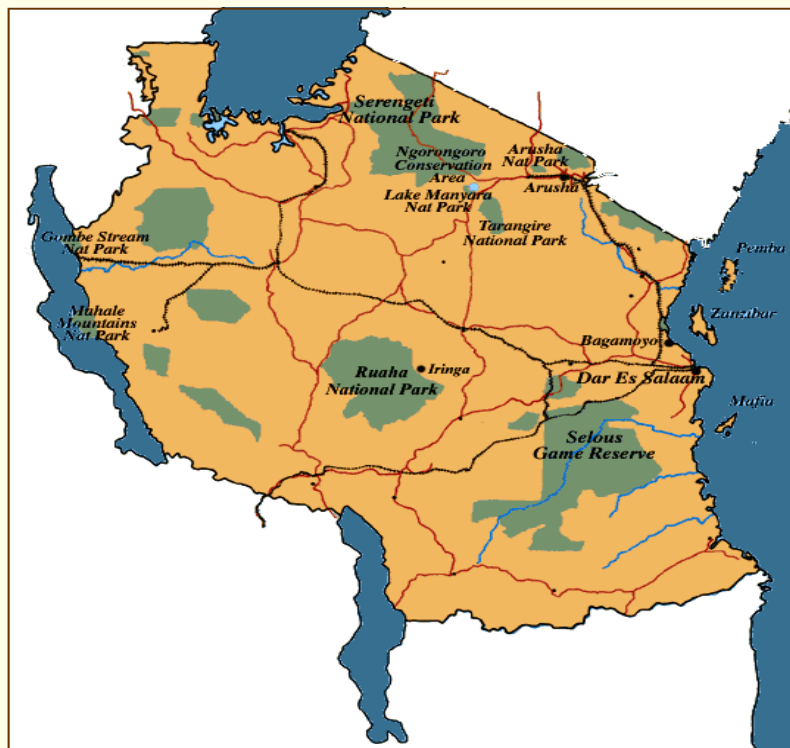 Serengeti
National Park
Ngorongoro
Conservation
Area
Arusha
Nat Park
Arusha
Lake Manyara
Nat Park
Tarangire
National Park
Gombe Stream
Nat Park
Pemba
Zanzibar
Mahale
Mountains
Nat Park
Bagamoyo
Ruaha
National Park
Iringa
Dar Es Salaam
Mafia
Selous
Game Reserve